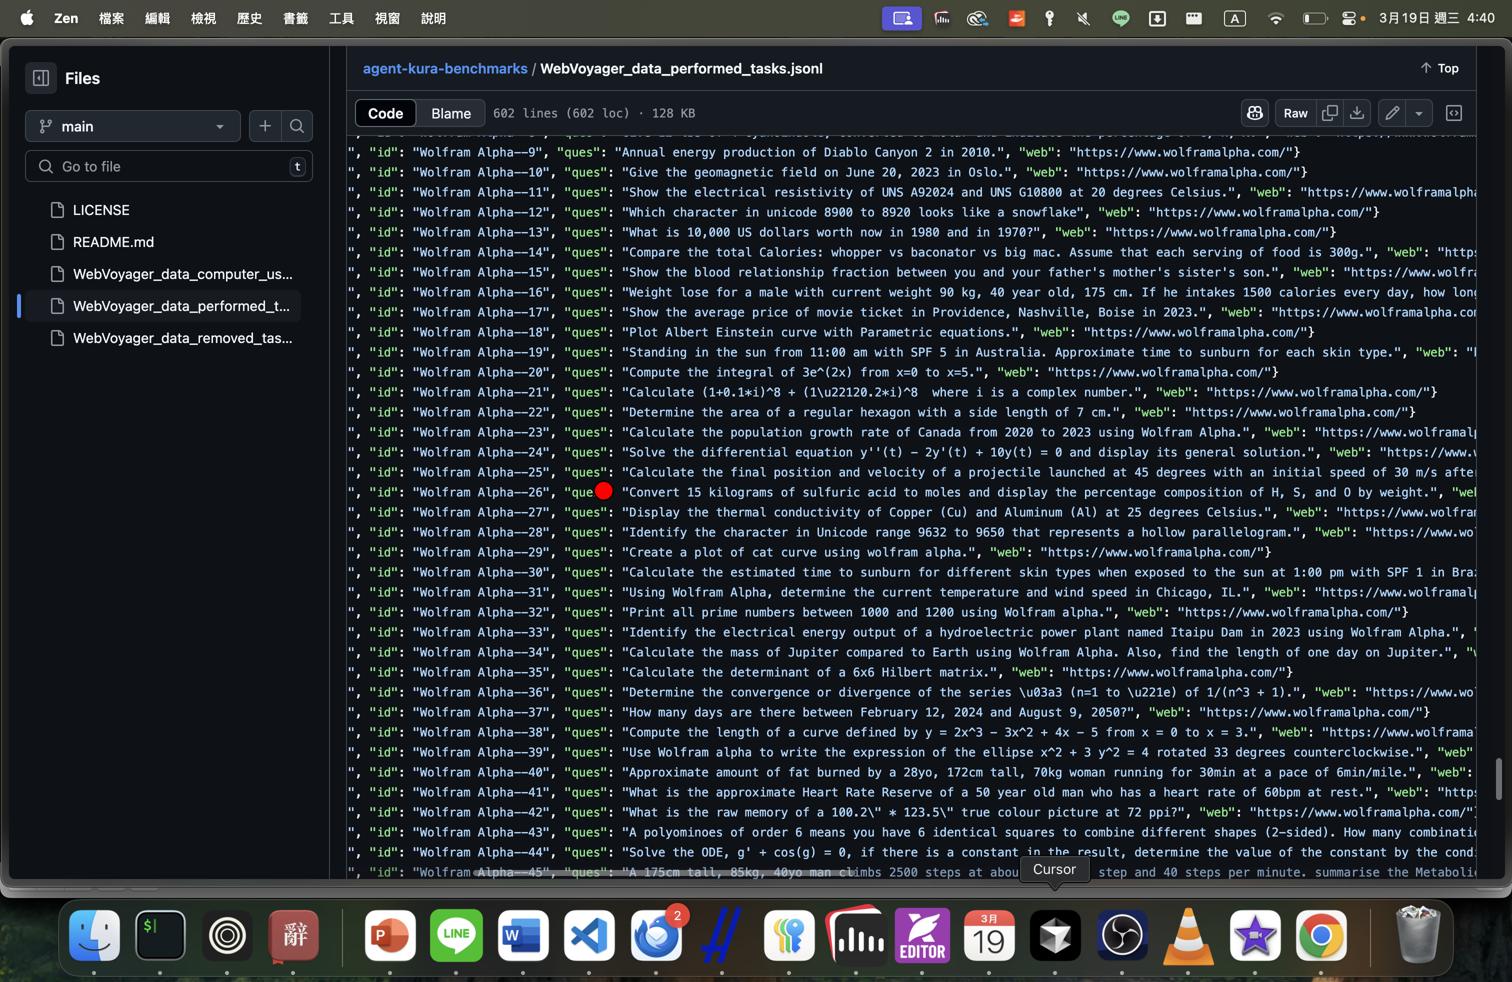 Zen 檔案 編輯 檢視 歷史 書籤 工具 視窗 說明 A 3月19日 週三 4:40
Files
main
Go to file t
LICENSE
README.md
WebVoyager_data_computer_us...
WebVoyager_data_performed_t...
WebVoyager_data_removed_tas...
agent-kura-benchmarks / WebVoyager_data_performed_tasks.jsonl
Top
Code Blame 602 lines (602 loc) · 128 KB Raw
", "id": "Wolfram Alpha--9", "ques": "Annual energy production of Diablo Canyon 2 in 2010.", "web": "https://www.wolframalpha.com/"}
", "id": "Wolfram Alpha--10", "ques": "Give the geomagnetic field on June 20, 2023 in Oslo.", "web": "https://www.wolframalpha.com/"}
", "id": "Wolfram Alpha--11", "ques": "Show the electrical resistivity of UNS A92024 and UNS G10800 at 20 degrees Celsius.", "web": "https://www.wolframalpha
", "id": "Wolfram Alpha--12", "ques": "Which character in unicode 8900 to 8920 looks like a snowflake", "web": "https://www.wolframalpha.com/"}
", "id": "Wolfram Alpha--13", "ques": "What is 10,000 US dollars worth now in 1980 and in 1970?", "web": "https://www.wolframalpha.com/"}
", "id": "Wolfram Alpha--14", "ques": "Compare the total Calories: whopper vs baconator vs big mac. Assume that each serving of food is 300g.", "web": "https
", "id": "Wolfram Alpha--15", "ques": "Show the blood relationship fraction between you and your father's mother's sister's son.", "web": "https://www.wolf
", "id": "Wolfram Alpha--16", "ques": "Weight lose for a male with current weight 90 kg, 40 year old, 175 cm. If he intakes 1500 calories every day, how long
", "id": "Wolfram Alpha--17", "ques": "Show the average price of movie ticket in Providence, Nashville, Boise in 2023.", "web": "https://www.wolframalpha.
", "id": "Wolfram Alpha--18", "ques": "Plot Albert Einstein curve with Parametric equations.", "web": "https://www.wolframalpha.com/"}
", "id": "Wolfram Alpha--19", "ques": "Standing in the sun from 11:00 am with SPF 5 in Australia. Approximate time to sunburn for each skin type.", "web": "
", "id": "Wolfram Alpha--20", "ques": "Compute the integral of 3e^(2x) from x=0 to x=5.", "web": "https://www.wolframalpha.com/"}
", "id": "Wolfram Alpha--21", "ques": "Calculate (1+0.1*i)^8 + (1\u22120.2*i)^8  where i is a complex number.", "web": "https://www.wolframalpha.com/"}
", "id": "Wolfram Alpha--22", "ques": "Determine the area of a regular hexagon with a side length of 7 cm.", "web": "https://www.wolframalpha.com/"}
", "id": "Wolfram Alpha--23", "ques": "Calculate the population growth rate of Canada from 2020 to 2023 using Wolfram Alpha.", "web": "https://www.wolframalp
", "id": "Wolfram Alpha--24", "ques": "Solve the differential equation y''(t) - 2y'(t) + 10y(t) = 0 and display its general solution.", "web": "https://www.w
", "id": "Wolfram Alpha--25", "ques": "Calculate the final position and velocity of a projectile launched at 45 degrees with an initial speed of 30 m/s after
", "id": "Wolfram Alpha--26", "que "Convert 15 kilograms of sulfuric acid to moles and display the percentage composition of H, S, and O by weight.", "we
", "id": "Wolfram Alpha--27", "ques": "Display the thermal conductivity of Copper (Cu) and Aluminum (Al) at 25 degrees Celsius.", "web": "https://www.wolfra
", "id": "Wolfram Alpha--28", "ques": "Identify the character in Unicode range 9632 to 9650 that represents a hollow parallelogram.", "web": "https://www.wo
", "id": "Wolfram Alpha--29", "ques": "Create a plot of cat curve using wolfram alpha.", "web": "https://www.wolframalpha.com/"}
", "id": "Wolfram Alpha--30", "ques": "Calculate the estimated time to sunburn for different skin types when exposed to the sun at 1:00 pm with SPF 1 in Bra
", "id": "Wolfram Alpha--31", "ques": "Using Wolfram Alpha, determine the current temperature and wind speed in Chicago, IL.", "web": "https://www.wolframalp
", "id": "Wolfram Alpha--32", "ques": "Print all prime numbers between 1000 and 1200 using Wolfram alpha.", "web": "https://www.wolframalpha.com/"}
", "id": "Wolfram Alpha--33", "ques": "Identify the electrical energy output of a hydroelectric power plant named Itaipu Dam in 2023 using Wolfram Alpha.", "
", "id": "Wolfram Alpha--34", "ques": "Calculate the mass of Jupiter compared to Earth using Wolfram Alpha. Also, find the length of one day on Jupiter.", "w
", "id": "Wolfram Alpha--35", "ques": "Calculate the determinant of a 6x6 Hilbert matrix.", "web": "https://www.wolframalpha.com/"}
", "id": "Wolfram Alpha--36", "ques": "Determine the convergence or divergence of the series \u03a3 (n=1 to \u221e) of 1/(n^3 + 1).", "web": "https://www.wo
", "id": "Wolfram Alpha--37", "ques": "How many days are there between February 12, 2024 and August 9, 2050?", "web": "https://www.wolframalpha.com/"}
", "id": "Wolfram Alpha--38", "ques": "Compute the length of a curve defined by y = 2x^3 - 3x^2 + 4x - 5 from x = 0 to x = 3.", "web": "https://www.wolframa
", "id": "Wolfram Alpha--39", "ques": "Use Wolfram alpha to write the expression of the ellipse x^2 + 3 y^2 = 4 rotated 33 degrees counterclockwise.", "web"
", "id": "Wolfram Alpha--40", "ques": "Approximate amount of fat burned by a 28yo, 172cm tall, 70kg woman running for 30min at a pace of 6min/mile.", "web":
", "id": "Wolfram Alpha--41", "ques": "What is the approximate Heart Rate Reserve of a 50 year old man who has a heart rate of 60bpm at rest.", "web": "http
", "id": "Wolfram Alpha--42", "ques": "What is the raw memory of a 100.2\" * 123.5\" true colour picture at 72 ppi?", "web": "https://www.wolframalpha.com/"
", "id": "Wolfram Alpha--43", "ques": "A polyominoes of order 6 means you have 6 identical squares to combine different shapes (2-sided). How many combinatio
", "id": "Wolfram Alpha--44", "ques": "Solve the ODE, g' + cos(g) = 0, if there is a constant in the result, determine the value of the constant by the cond
", "id": "Wolfram Alpha--45", "ques": "A 175cm tall, 85kg, 40yo man climbs 2500 steps at abou step and 40 steps per minute. summarise the Metabolic
Cursor
$
辭
P
LINE
W
2
EDITOR
3月
19